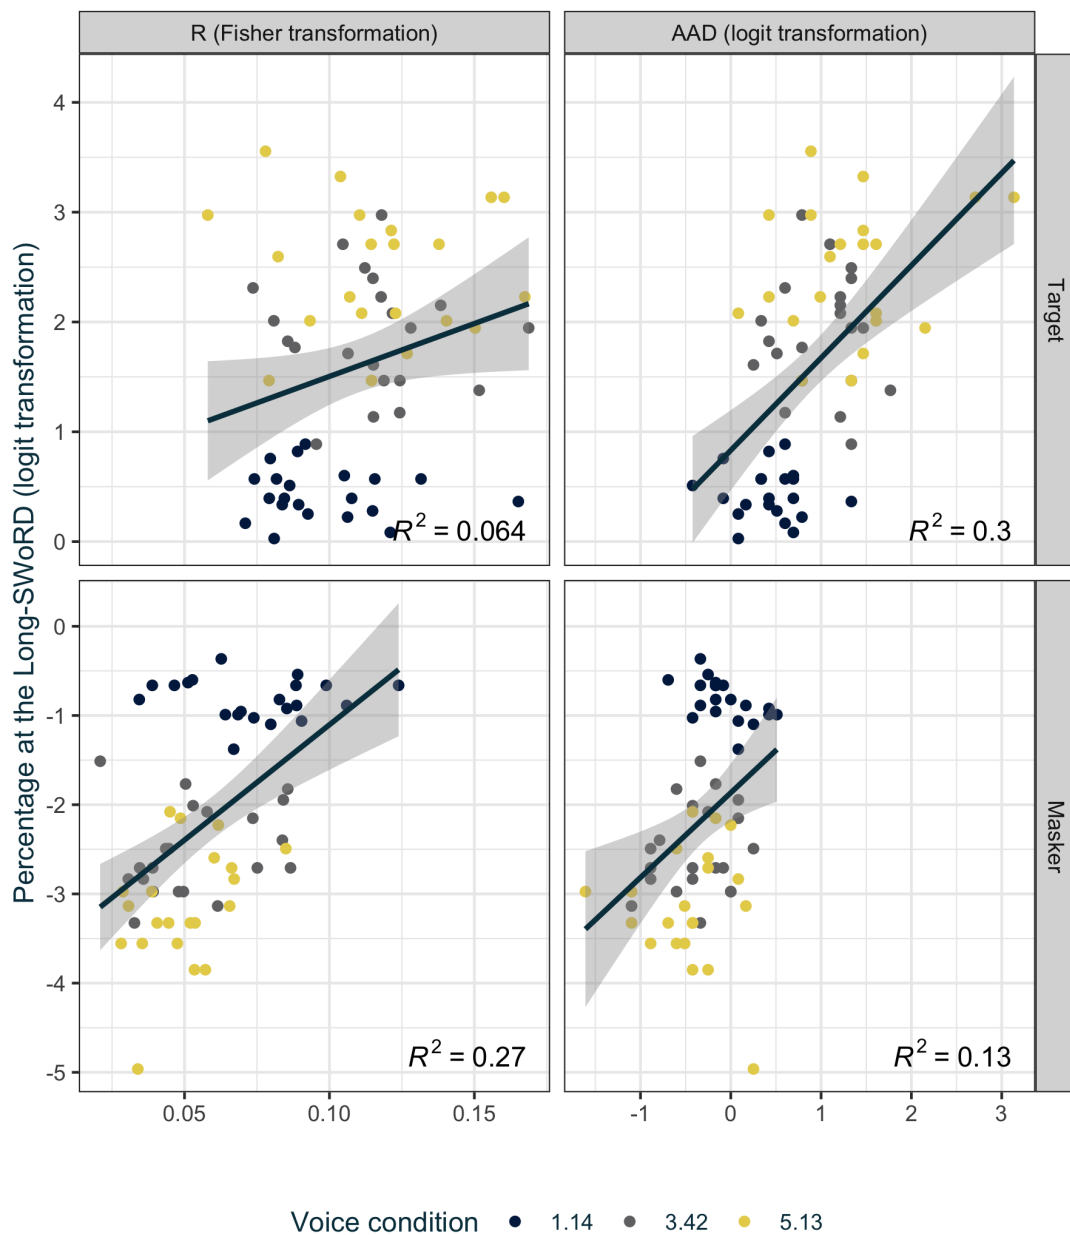 R (Fisher transformation)
AAD (logit transformation)
Percentage at the Long-SWoRD (logit transformation)
4
3
2
1
0
R² = 0.064
R² = 0.3
Target
0
-1
-2
-3
-4
-5
R² = 0.27
R² = 0.13
Masker
0.05
0.10
0.15
-1
0
1
2
3
Voice condition
1.14
3.42
5.13